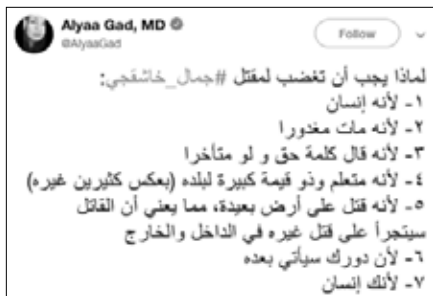 Alyaa Gad, MD
@AlyaaGad
Follow
لماذا يجب أن تغضب لمقتل #جمال_خاشقجي:
١- لأنه إنسان
٢- لأنه مات مغدورا
٣- لأنه قال كلمة حق و لو متأخرا
٤- لأنه متعلم وذو قيمة كبيرة لبلده (بعكس كثيرين غيره)
٥- لأنه قتل على أرض بعيدة، مما يعني أن القاتل
سيتجرأ على قتل غيره في الداخل والخارج
٦- لأن دورك سيأتي بعده
٧- لأنك إنسان